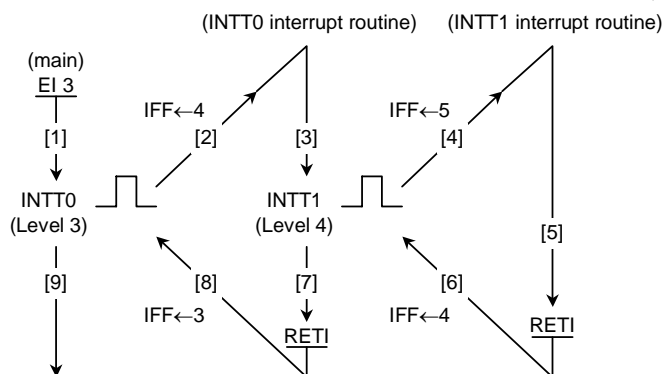 (INTT0 interrupt routine) (INTT1 interrupt routine)
(main)
EI 3
IFF←4 IFF←5
[1] [2] [3] [4]
INTT0 INTT1
(Level 3) (Level 4)
[5]
[9] [8] [7] [6]
IFF←3 IFF←4
RETI RETI